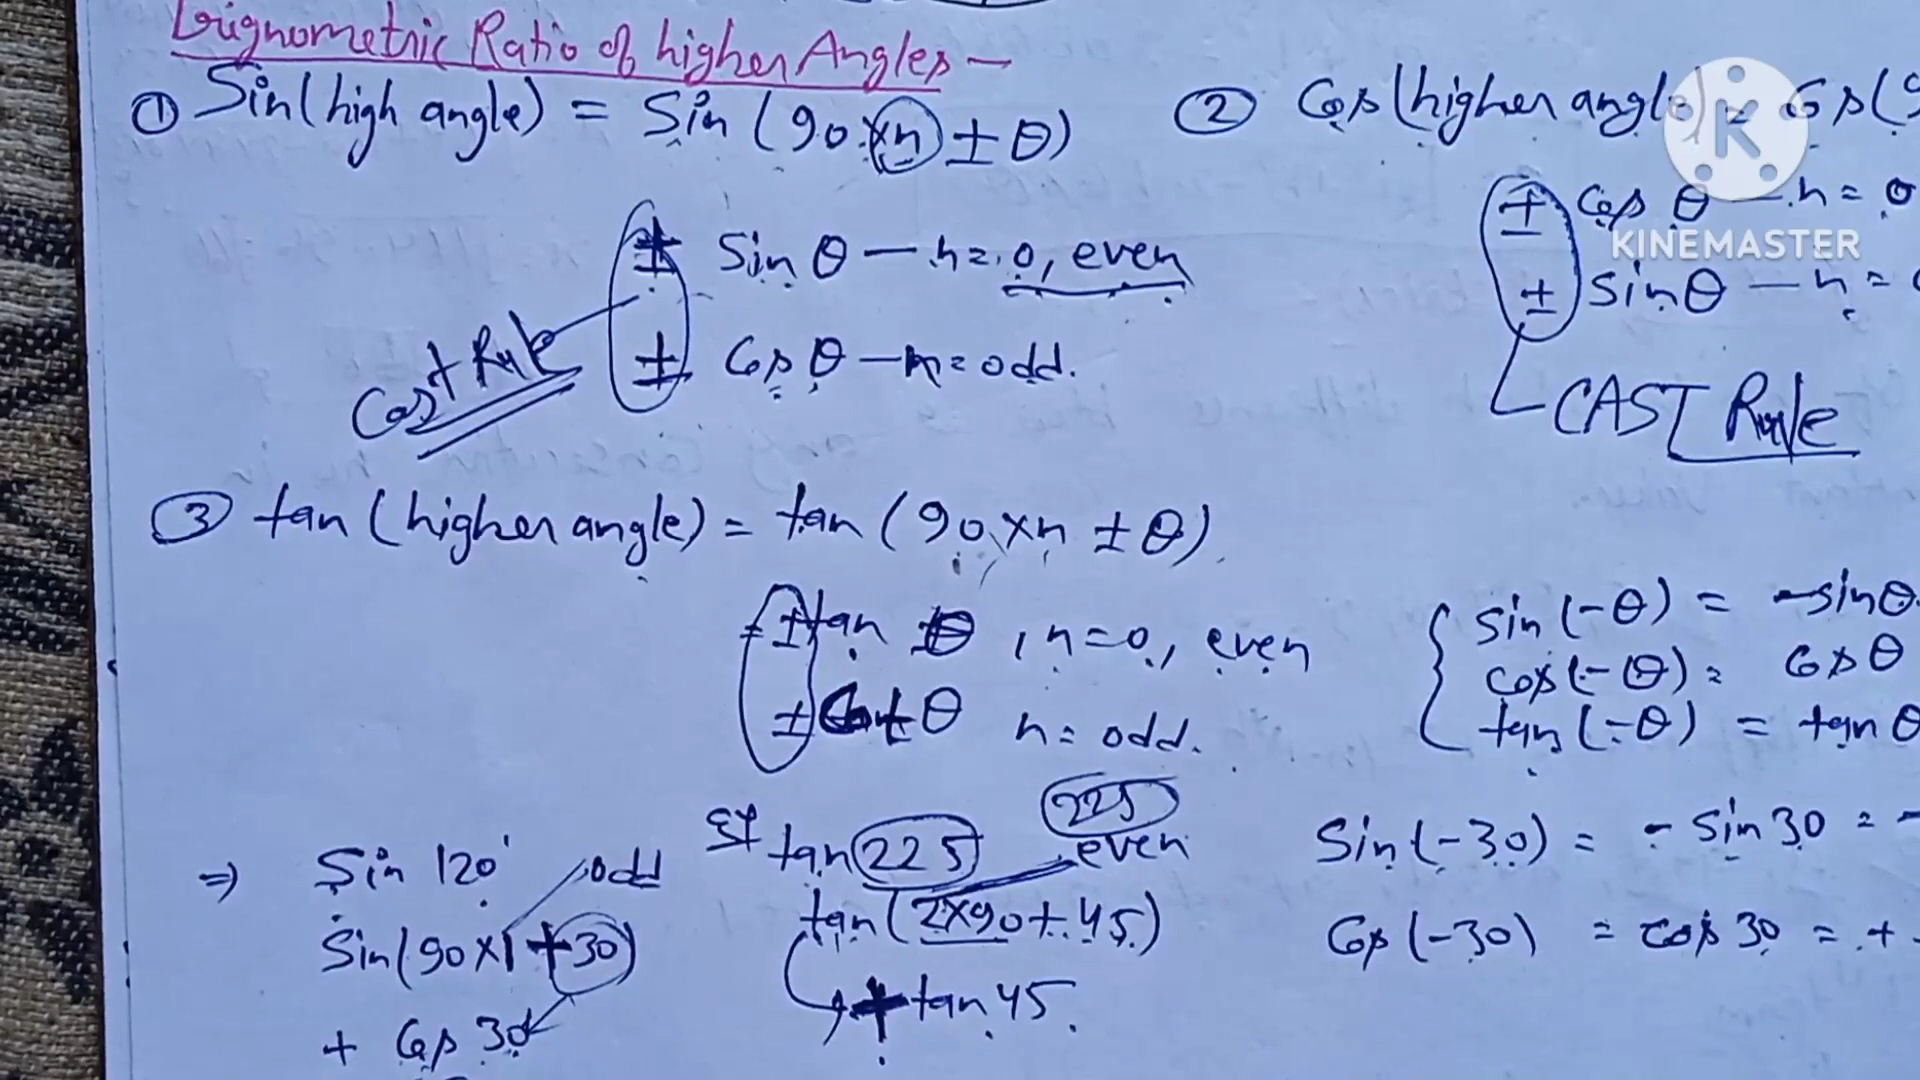 Trignometric Ratio of higher Angles –
① Sin(high angle) = Sin (90 × n ± θ)
± Sin θ — n = 0, even
± Cos θ — n = odd.
Cast Rule
② Cos(higher angle) = Cos(9
± Cos θ — n = 0
± Sin θ — n =
CAST Rule
K
KINEMASTER
③ tan (higher angle) = tan (90 × n ± θ)
± tan θ , n = 0, even
± Cot θ n = odd.
sin (-θ) = -sin θ
cos (-θ) = Cos θ
tan (-θ) = tan θ
⇒ Sin 120°
odd
Sin(90×1 + 30)
+ Cos 30
tan 225
225
even
tan (2×90 + 45)
+ tan 45.
Sin (-30) = - Sin 30 = -
Cos (-30) = cos 30 = +